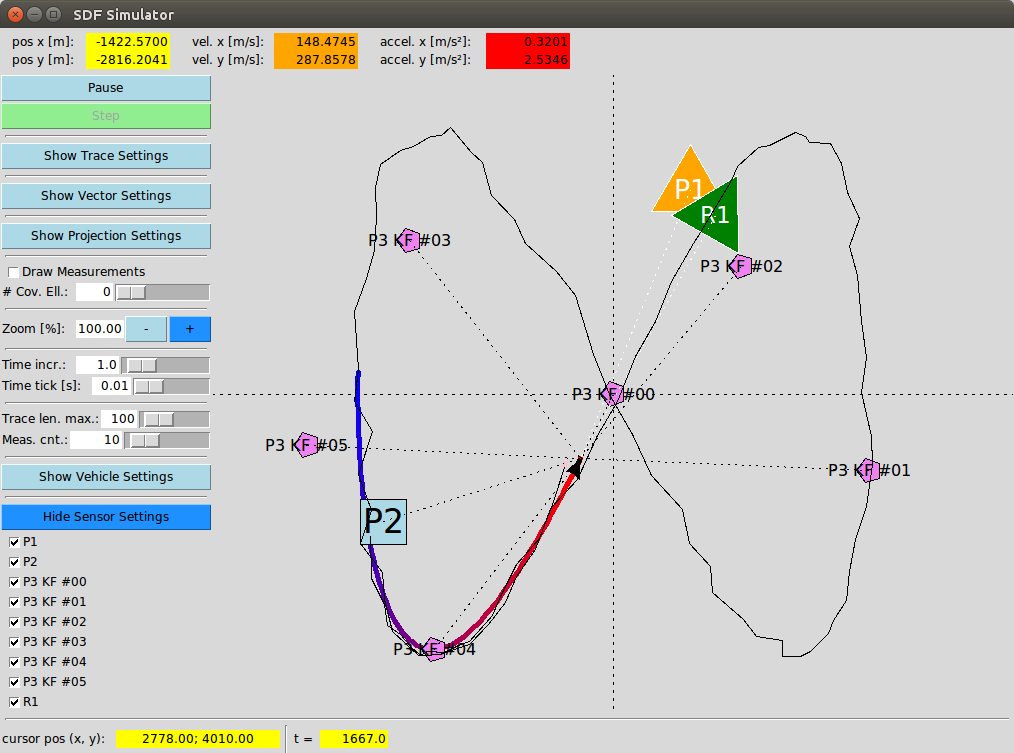 SDF Simulator
pos x [m]: -1422.5700 vel. x [m/s]: 148.4745 accel. x [m/s²]: 0.3201
pos y [m]: -2816.2041 vel. y [m/s]: 287.8578 accel. y [m/s²]: 2.5346
Pause
Step
Show Trace Settings
Show Vector Settings
Show Projection Settings
Draw Measurements
# Cov. Ell.: 0
Zoom [%]: 100.00 - +
Time incr.: 1.0
Time tick [s]: 0.01
Trace len. max.: 100
Meas. cnt.: 10
Show Vehicle Settings
Hide Sensor Settings
P1
P2
P3 KF #00
P3 KF #01
P3 KF #02
P3 KF #03
P3 KF #04
P3 KF #05
R1
P1
R1
P3 KF #03
P3 KF #02
P3 KF #00
P3 KF #05
P3 KF #01
P2
P3 KF #04
cursor pos (x, y): 2778.00; 4010.00 t = 1667.0